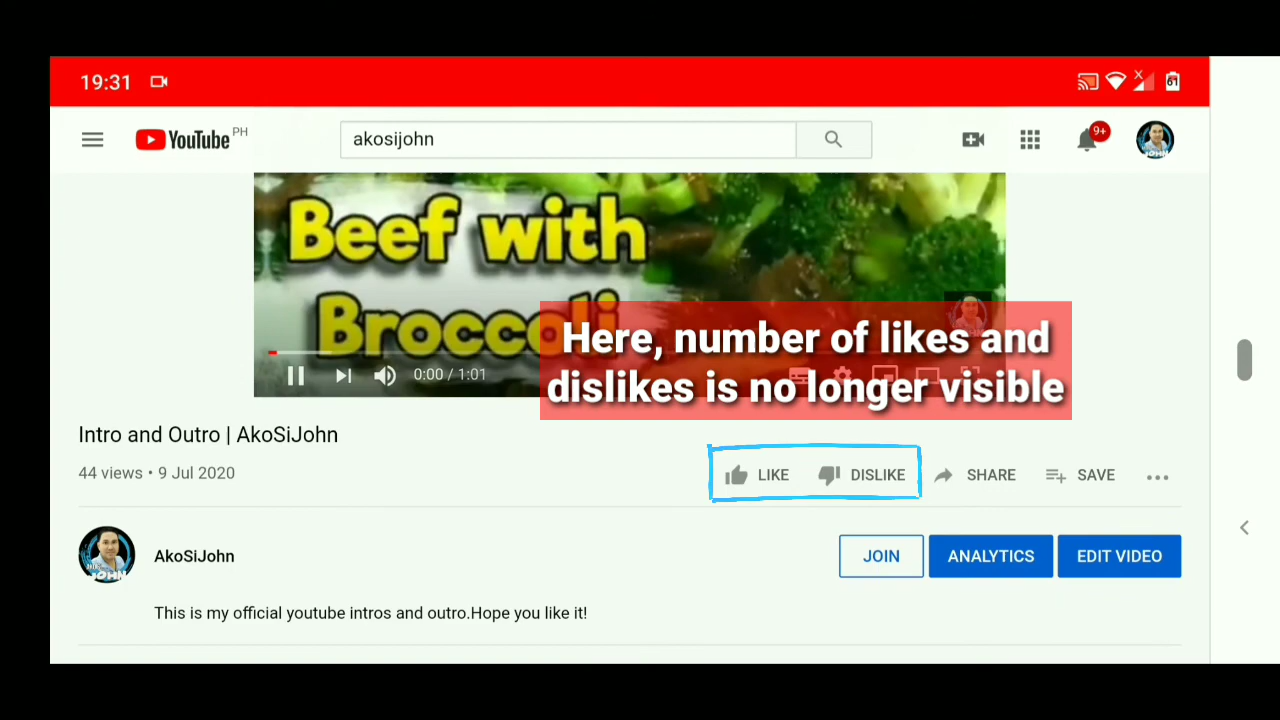 19:31
61
YouTube PH
akosijohn
9+
Beef with
Broccoli
Here, number of likes and
dislikes is no longer visible
0:00 / 1:01
Intro and Outro | AkoSiJohn
44 views • 9 Jul 2020
LIKE DISLIKE SHARE SAVE
AkoSiJohn
JOIN ANALYTICS EDIT VIDEO
This is my official youtube intros and outro.Hope you like it!